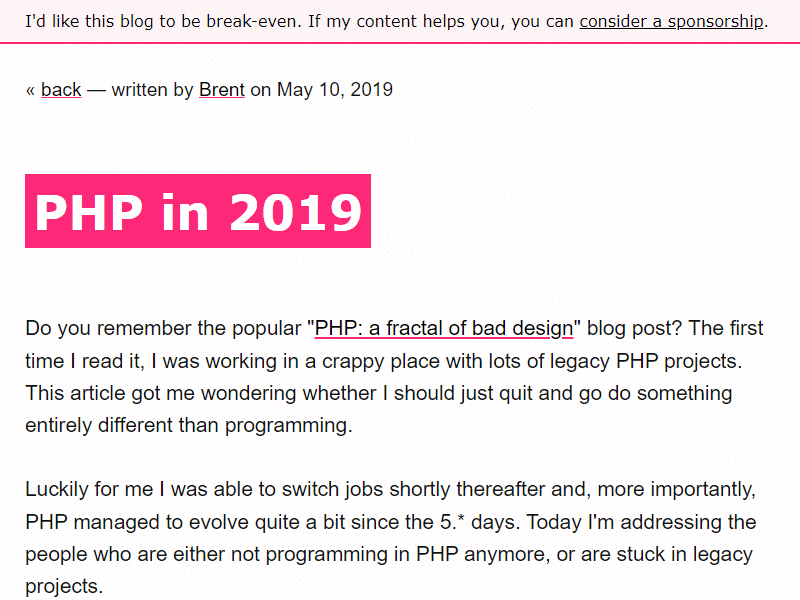 I'd like this blog to be break-even. If my content helps you, you can consider a sponsorship.
« back — written by Brent on May 10, 2019
PHP in 2019
Do you remember the popular "PHP: a fractal of bad design" blog post? The first
time I read it, I was working in a crappy place with lots of legacy PHP projects.
This article got me wondering whether I should just quit and go do something
entirely different than programming.
Luckily for me I was able to switch jobs shortly thereafter and, more importantly,
PHP managed to evolve quite a bit since the 5.* days. Today I'm addressing the
people who are either not programming in PHP anymore, or are stuck in legacy
projects.